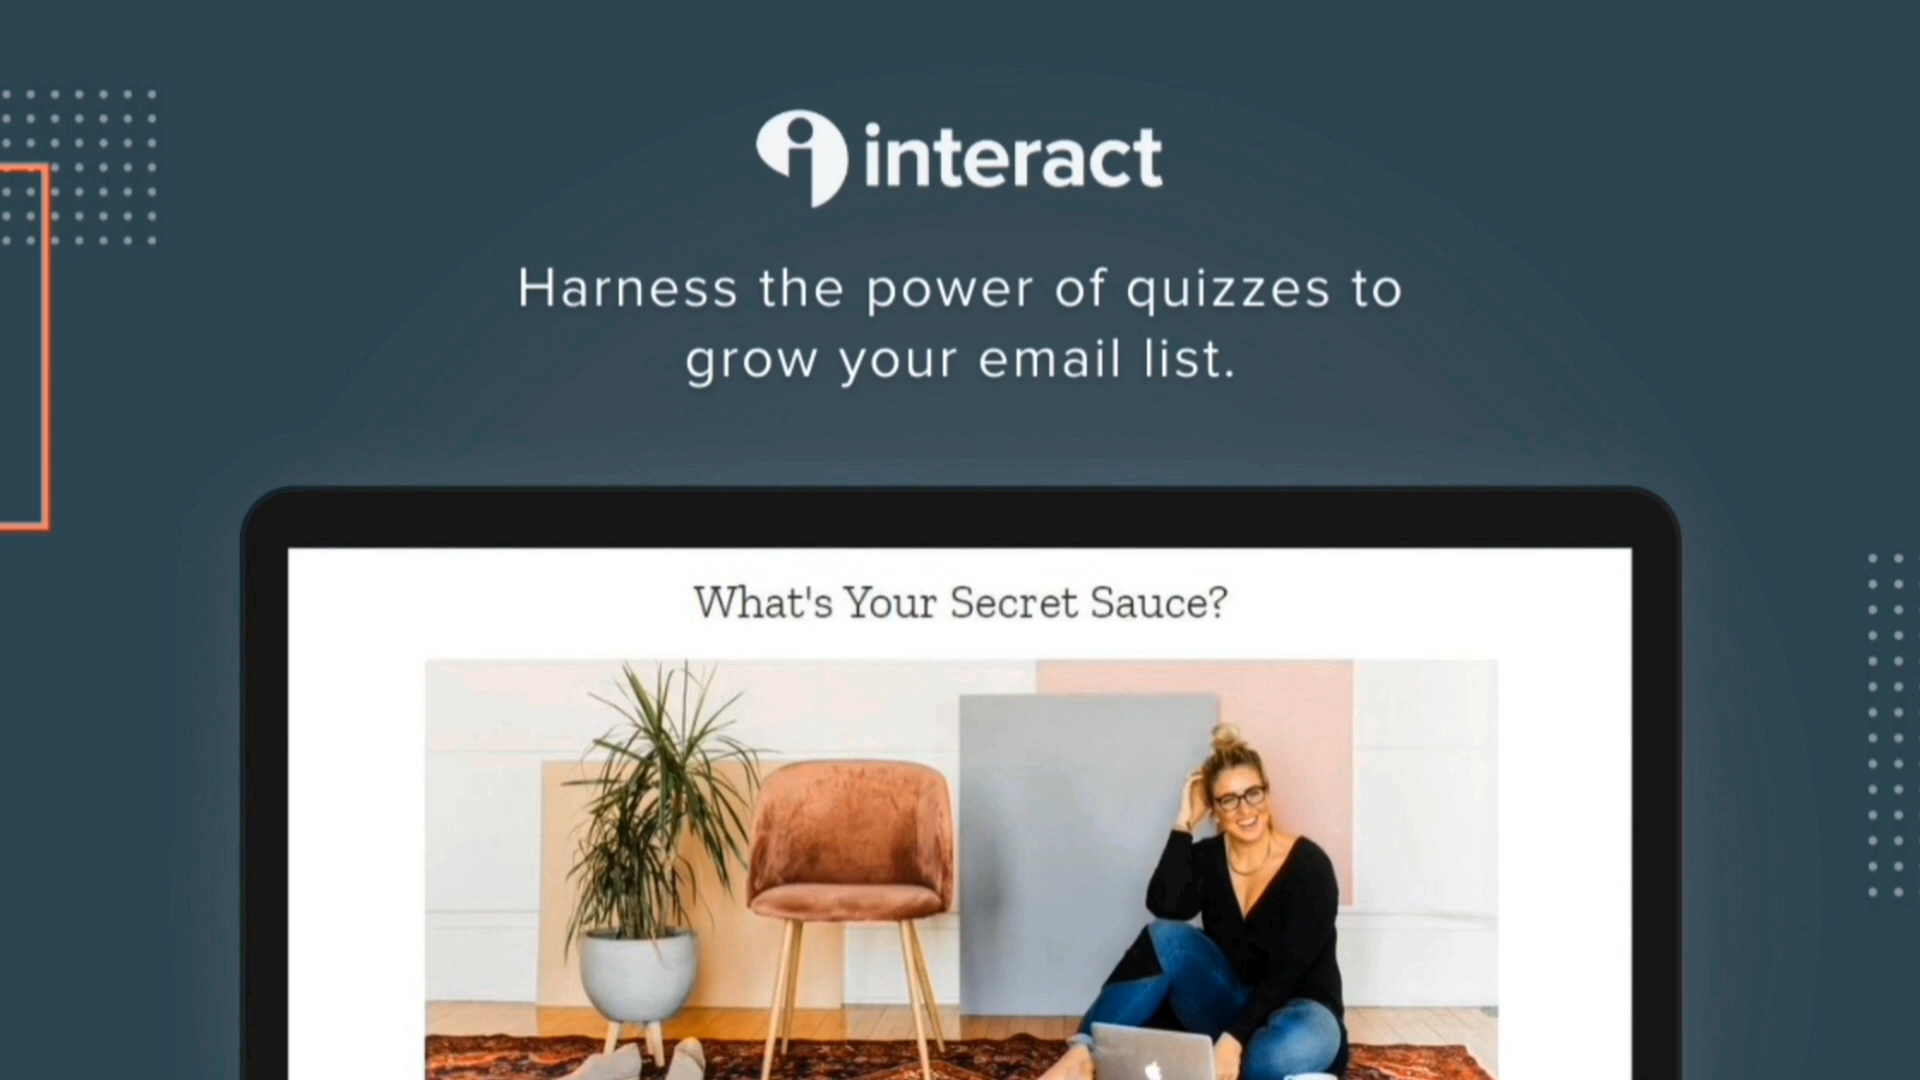 interact
Harness the power of quizzes to
grow your email list.
What's Your Secret Sauce?